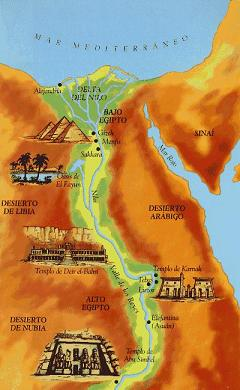 MAR MEDITERRÁNEO
Alejandría
DELTA
DEL NILO
BAJO
EGIPTO
Gizeh
Menfis
Sakkara
SINAÍ
Mar Rojo
Oasis de
El Fayum
Nilo
DESIERTO
DE LIBIA
DESIERTO
ARABIGO
Templo de Deir el-Bahri
Valle de los Reyes
Templo de Karnak
Tebas
Luxor
ALTO
EGIPTO
Elefantina
(Asuán)
DESIERTO
DE NUBIA
Templo de
Abu Simbel